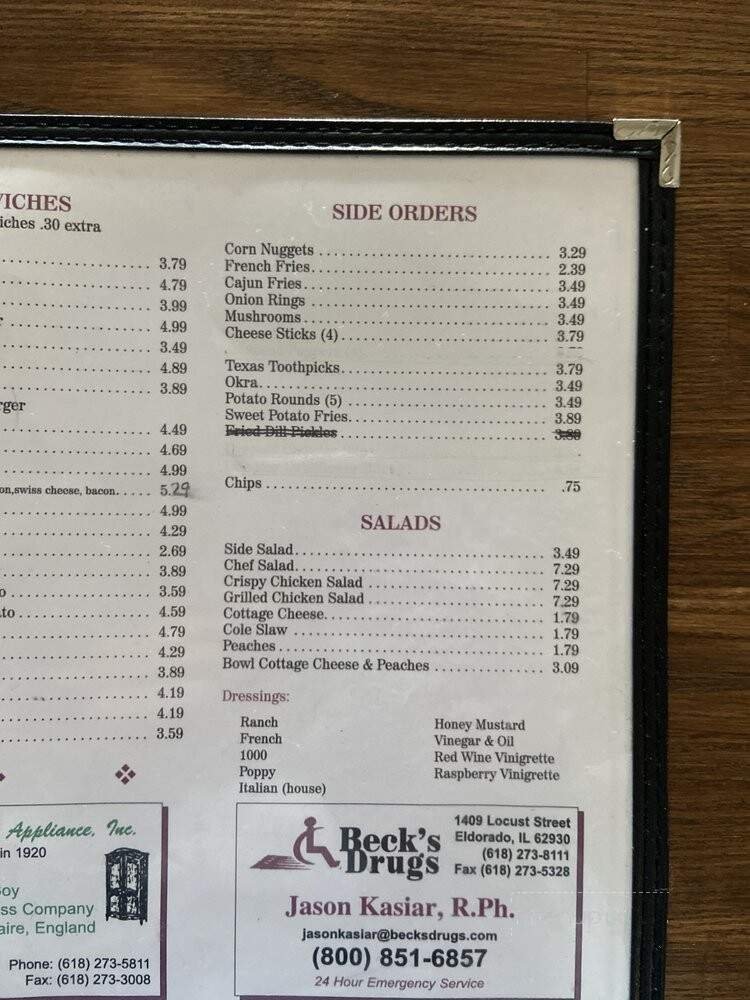 VICHES
iches .30 extra
3.79
4.79
3.99
r 4.99
3.49
4.89
3.89
rger
4.49
4.69
4.99
on,swiss cheese, bacon. 5.29
4.99
4.29
2.69
3.89
o 3.59
to 4.59
4.79
4.29
3.89
4.19
4.19
3.59
Appliance, Inc.
in 1920
Boy
ss Company
aire, England
Phone: (618) 273-5811
Fax: (618) 273-3008
SIDE ORDERS
Corn Nuggets 3.29
French Fries 2.39
Cajun Fries 3.49
Onion Rings 3.49
Mushrooms 3.49
Cheese Sticks (4) 3.79
Texas Toothpicks 3.79
Okra 3.49
Potato Rounds (5) 3.49
Sweet Potato Fries 3.89
Fried Dill Pickles 3.89
Chips .75
SALADS
Side Salad 3.49
Chef Salad 7.29
Crispy Chicken Salad 7.29
Grilled Chicken Salad 7.29
Cottage Cheese 1.79
Cole Slaw 1.79
Peaches 1.79
Bowl Cottage Cheese & Peaches 3.09
Dressings:
Ranch
French
1000
Poppy
Italian (house)
Honey Mustard
Vinegar & Oil
Red Wine Vinigrette
Raspberry Vinigrette
Beck's
Drugs
1409 Locust Street
Eldorado, IL 62930
(618) 273-8111
Fax (618) 273-5328
Jason Kasiar, R.Ph.
jasonkasiar@becksdrugs.com
(800) 851-6857
24 Hour Emergency Service